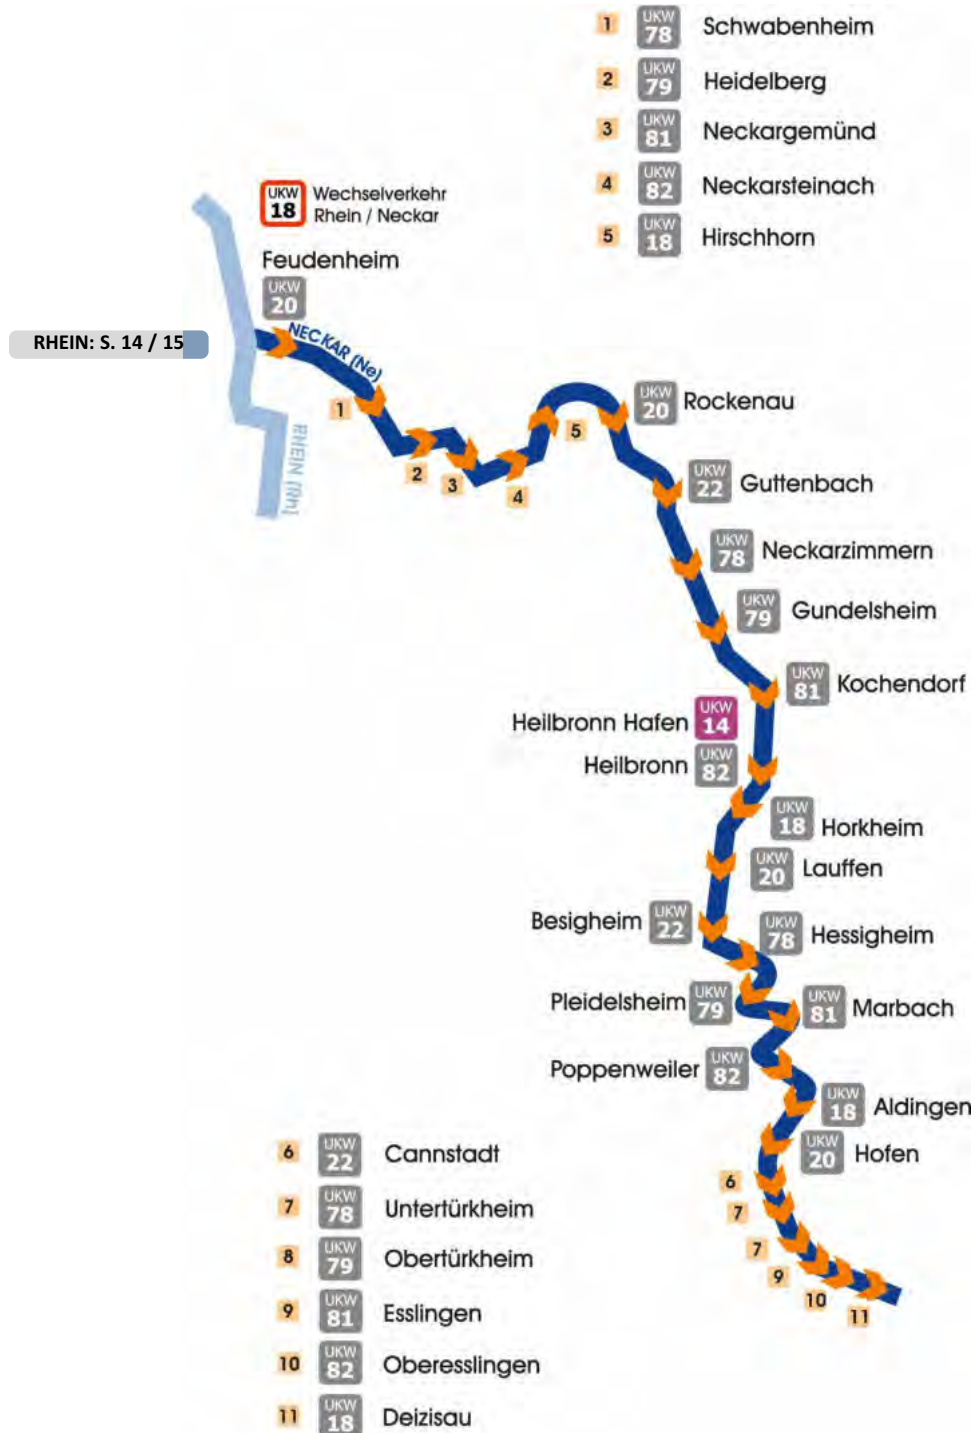 1 UKW 78 Schwabenheim
2 UKW 79 Heidelberg
3 UKW 81 Neckargemünd
4 UKW 82 Neckarsteinach
5 UKW 18 Hirschhorn
UKW 18 Wechselverkehr
Rhein / Neckar
Feudenheim
UKW 20
RHEIN: S. 14 / 15
NECKAR (Ne)
RHEIN (Rh)
1
2
3
4
5
UKW 20 Rockenau
UKW 22 Guttenbach
UKW 78 Neckarzimmern
UKW 79 Gundelsheim
UKW 81 Kochendorf
Heilbronn Hafen UKW 14
Heilbronn UKW 82
UKW 18 Horkheim
UKW 20 Lauffen
Besigheim UKW 22
UKW 78 Hessigheim
Pleidelsheim UKW 79
UKW 81 Marbach
Poppenweiler UKW 82
UKW 18 Aldingen
UKW 20 Hofen
6
7
7
9
10
11
6 UKW 22 Cannstadt
7 UKW 78 Untertürkheim
8 UKW 79 Obertürkheim
9 UKW 81 Esslingen
10 UKW 82 Oberesslingen
11 UKW 18 Deizisau